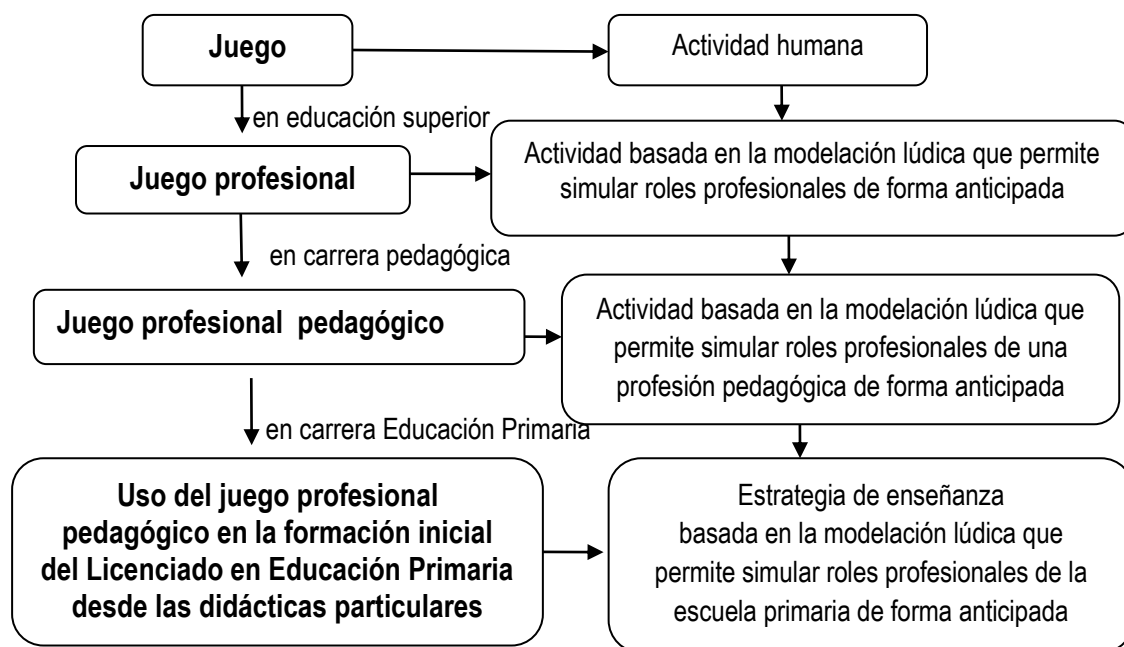 Juego
Actividad humana
en educación superior
Juego profesional
Actividad basada en la modelación lúdica que permite
simular roles profesionales de forma anticipada
en carrera pedagógica
Juego profesional pedagógico
Actividad basada en la modelación lúdica que
permite simular roles profesionales de una
profesión pedagógica de forma anticipada
en carrera Educación Primaria
Uso del juego profesional
pedagógico en la formación inicial
del Licenciado en Educación Primaria
desde las didácticas particulares
Estrategia de enseñanza
basada en la modelación lúdica que
permite simular roles profesionales de la
escuela primaria de forma anticipada